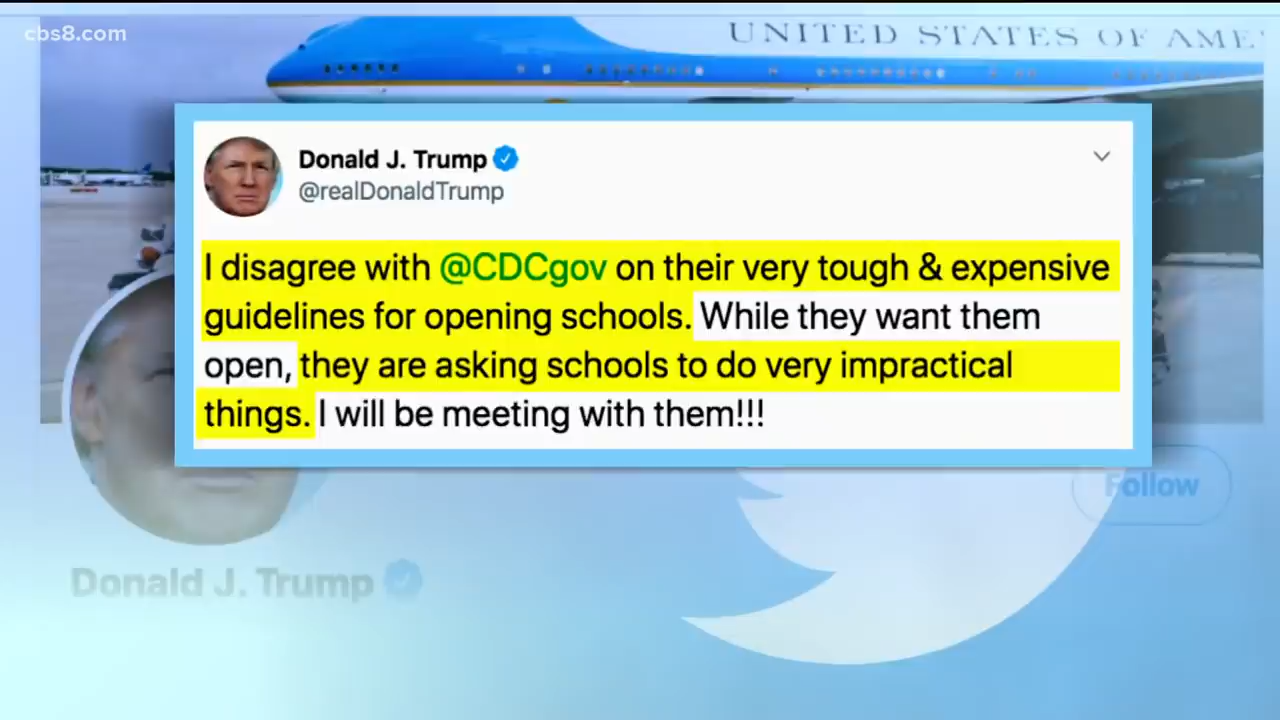 cbs8.com
UNITED STATES OF AME
Donald J. Trump
@realDonaldTrump
I disagree with @CDCgov on their very tough & expensive
guidelines for opening schools. While they want them
open, they are asking schools to do very impractical
things. I will be meeting with them!!!
Follow
Donald J. Trump